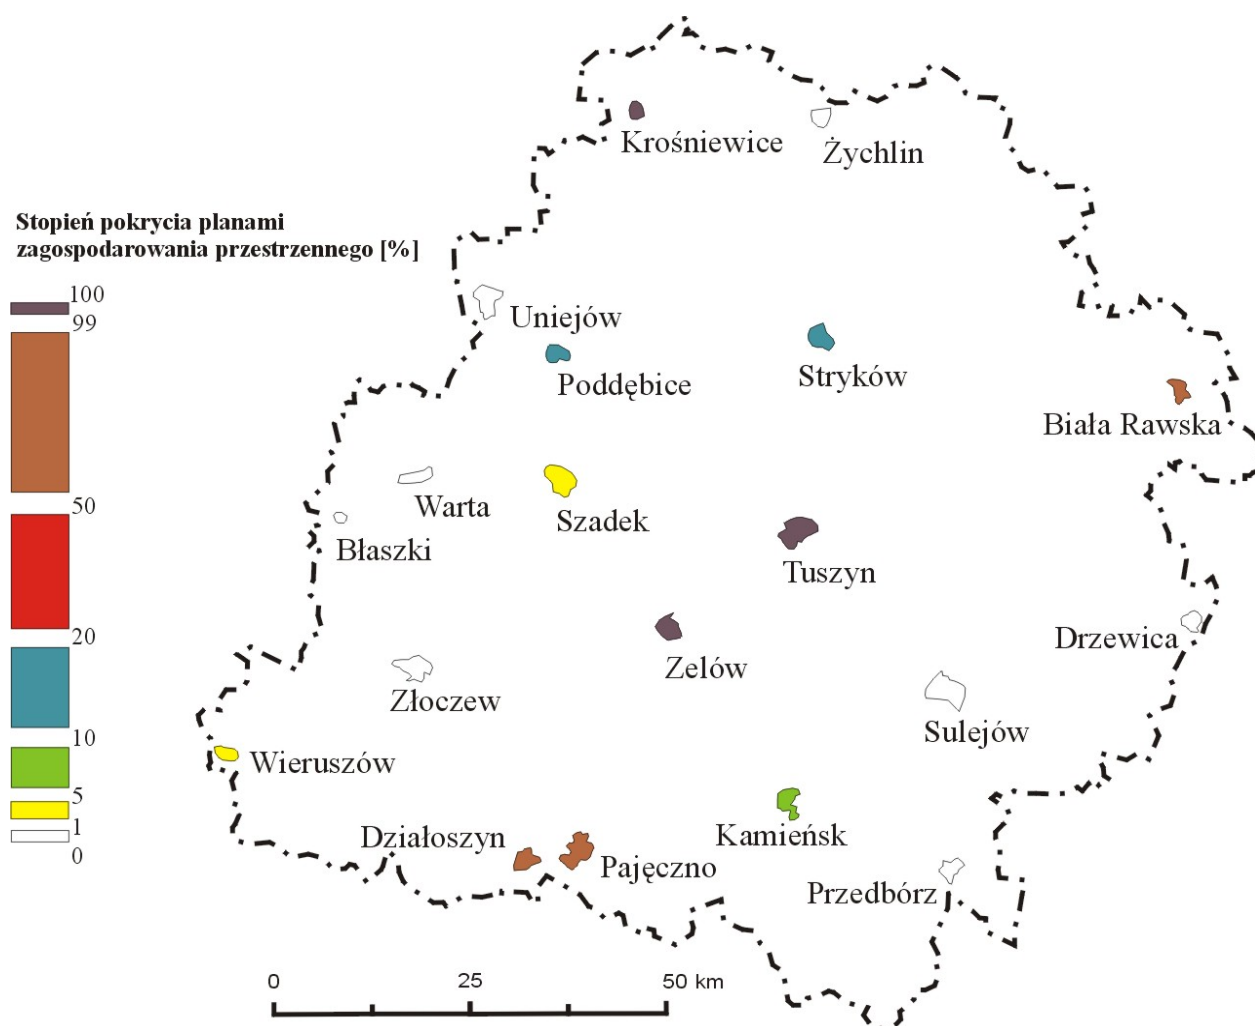 Krośniewice
Żychlin
Stopień pokrycia planami
zagospodarowania przestrzennego [%]
100
99
50
20
10
5
1
0
Uniejów
Poddębice
Stryków
Biała Rawska
Warta
Szadek
Błaszki
Tuszyn
Drzewica
Zelów
Złoczew
Sulejów
Wieruszów
Działoszyn
Pajęczno
Kamieńsk
Przedbórz
0 25 50 km